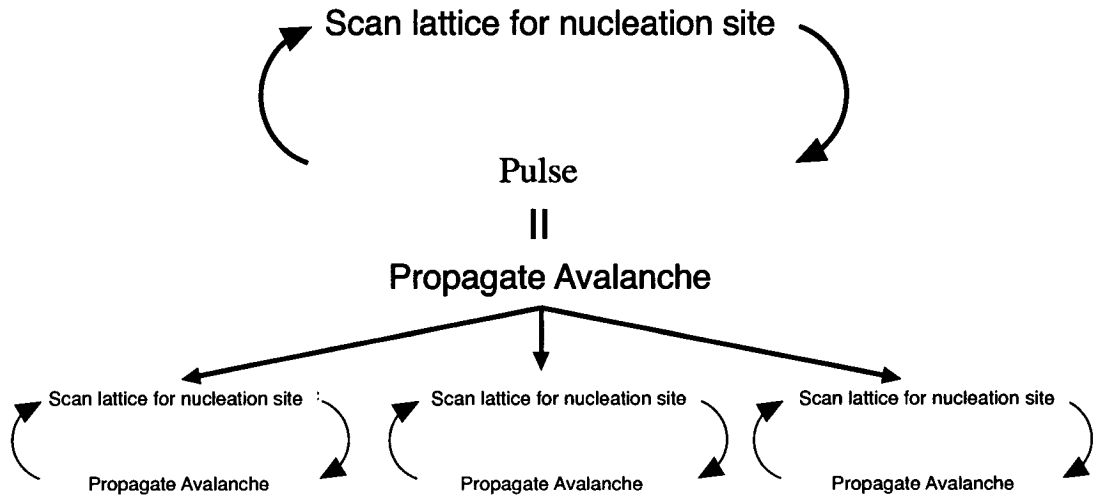 Scan lattice for nucleation site
Pulse
=
Propagate Avalanche
Scan lattice for nucleation site Scan lattice for nucleation site Scan lattice for nucleation site
Propagate Avalanche Propagate Avalanche Propagate Avalanche